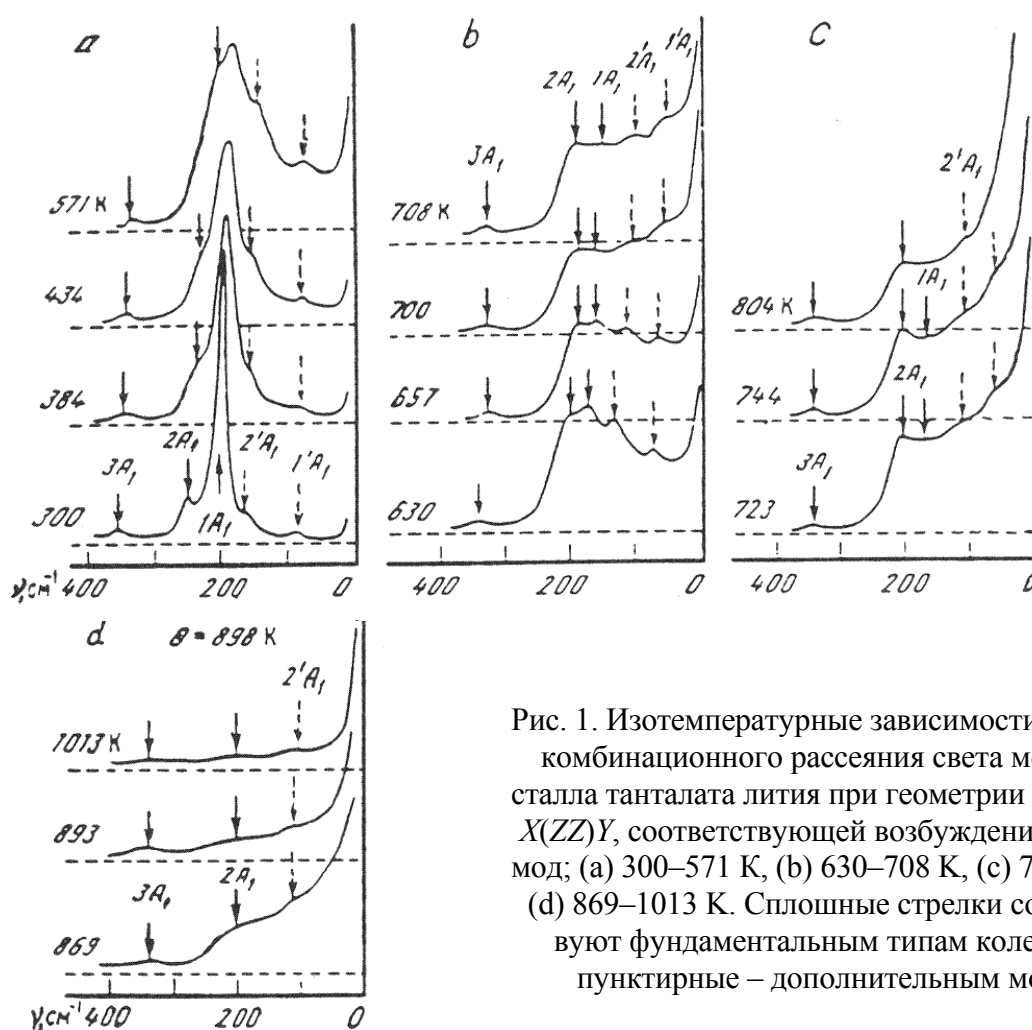 a
571 K
434
384
300
3A₁
2A₁
1A₁
2'A₁
1'A₁
ν,см⁻¹ 400 200 0
b
3A₁
2A₁
1A₁
2'A₁
1'A₁
708 K
700
657
630
400 200 0
c
2'A₁
804 K
1A₁
744
2A₁
3A₁
723
400 200
d θ = 898 K
2'A₁
1013 K
893
3A₁
2A₁
869
ν,см⁻¹ 400 200 0
Рис. 1. Изотемпературные зависимости
комбинационного рассеяния света м
сталла танталата лития при геометрии
X(ZZ)Y, соответствующей возбуждени
мод; (a) 300–571 К, (b) 630–708 K, (c) 7
(d) 869–1013 K. Сплошные стрелки со
вуют фундаментальным типам коле
пунктирные – дополнительным м